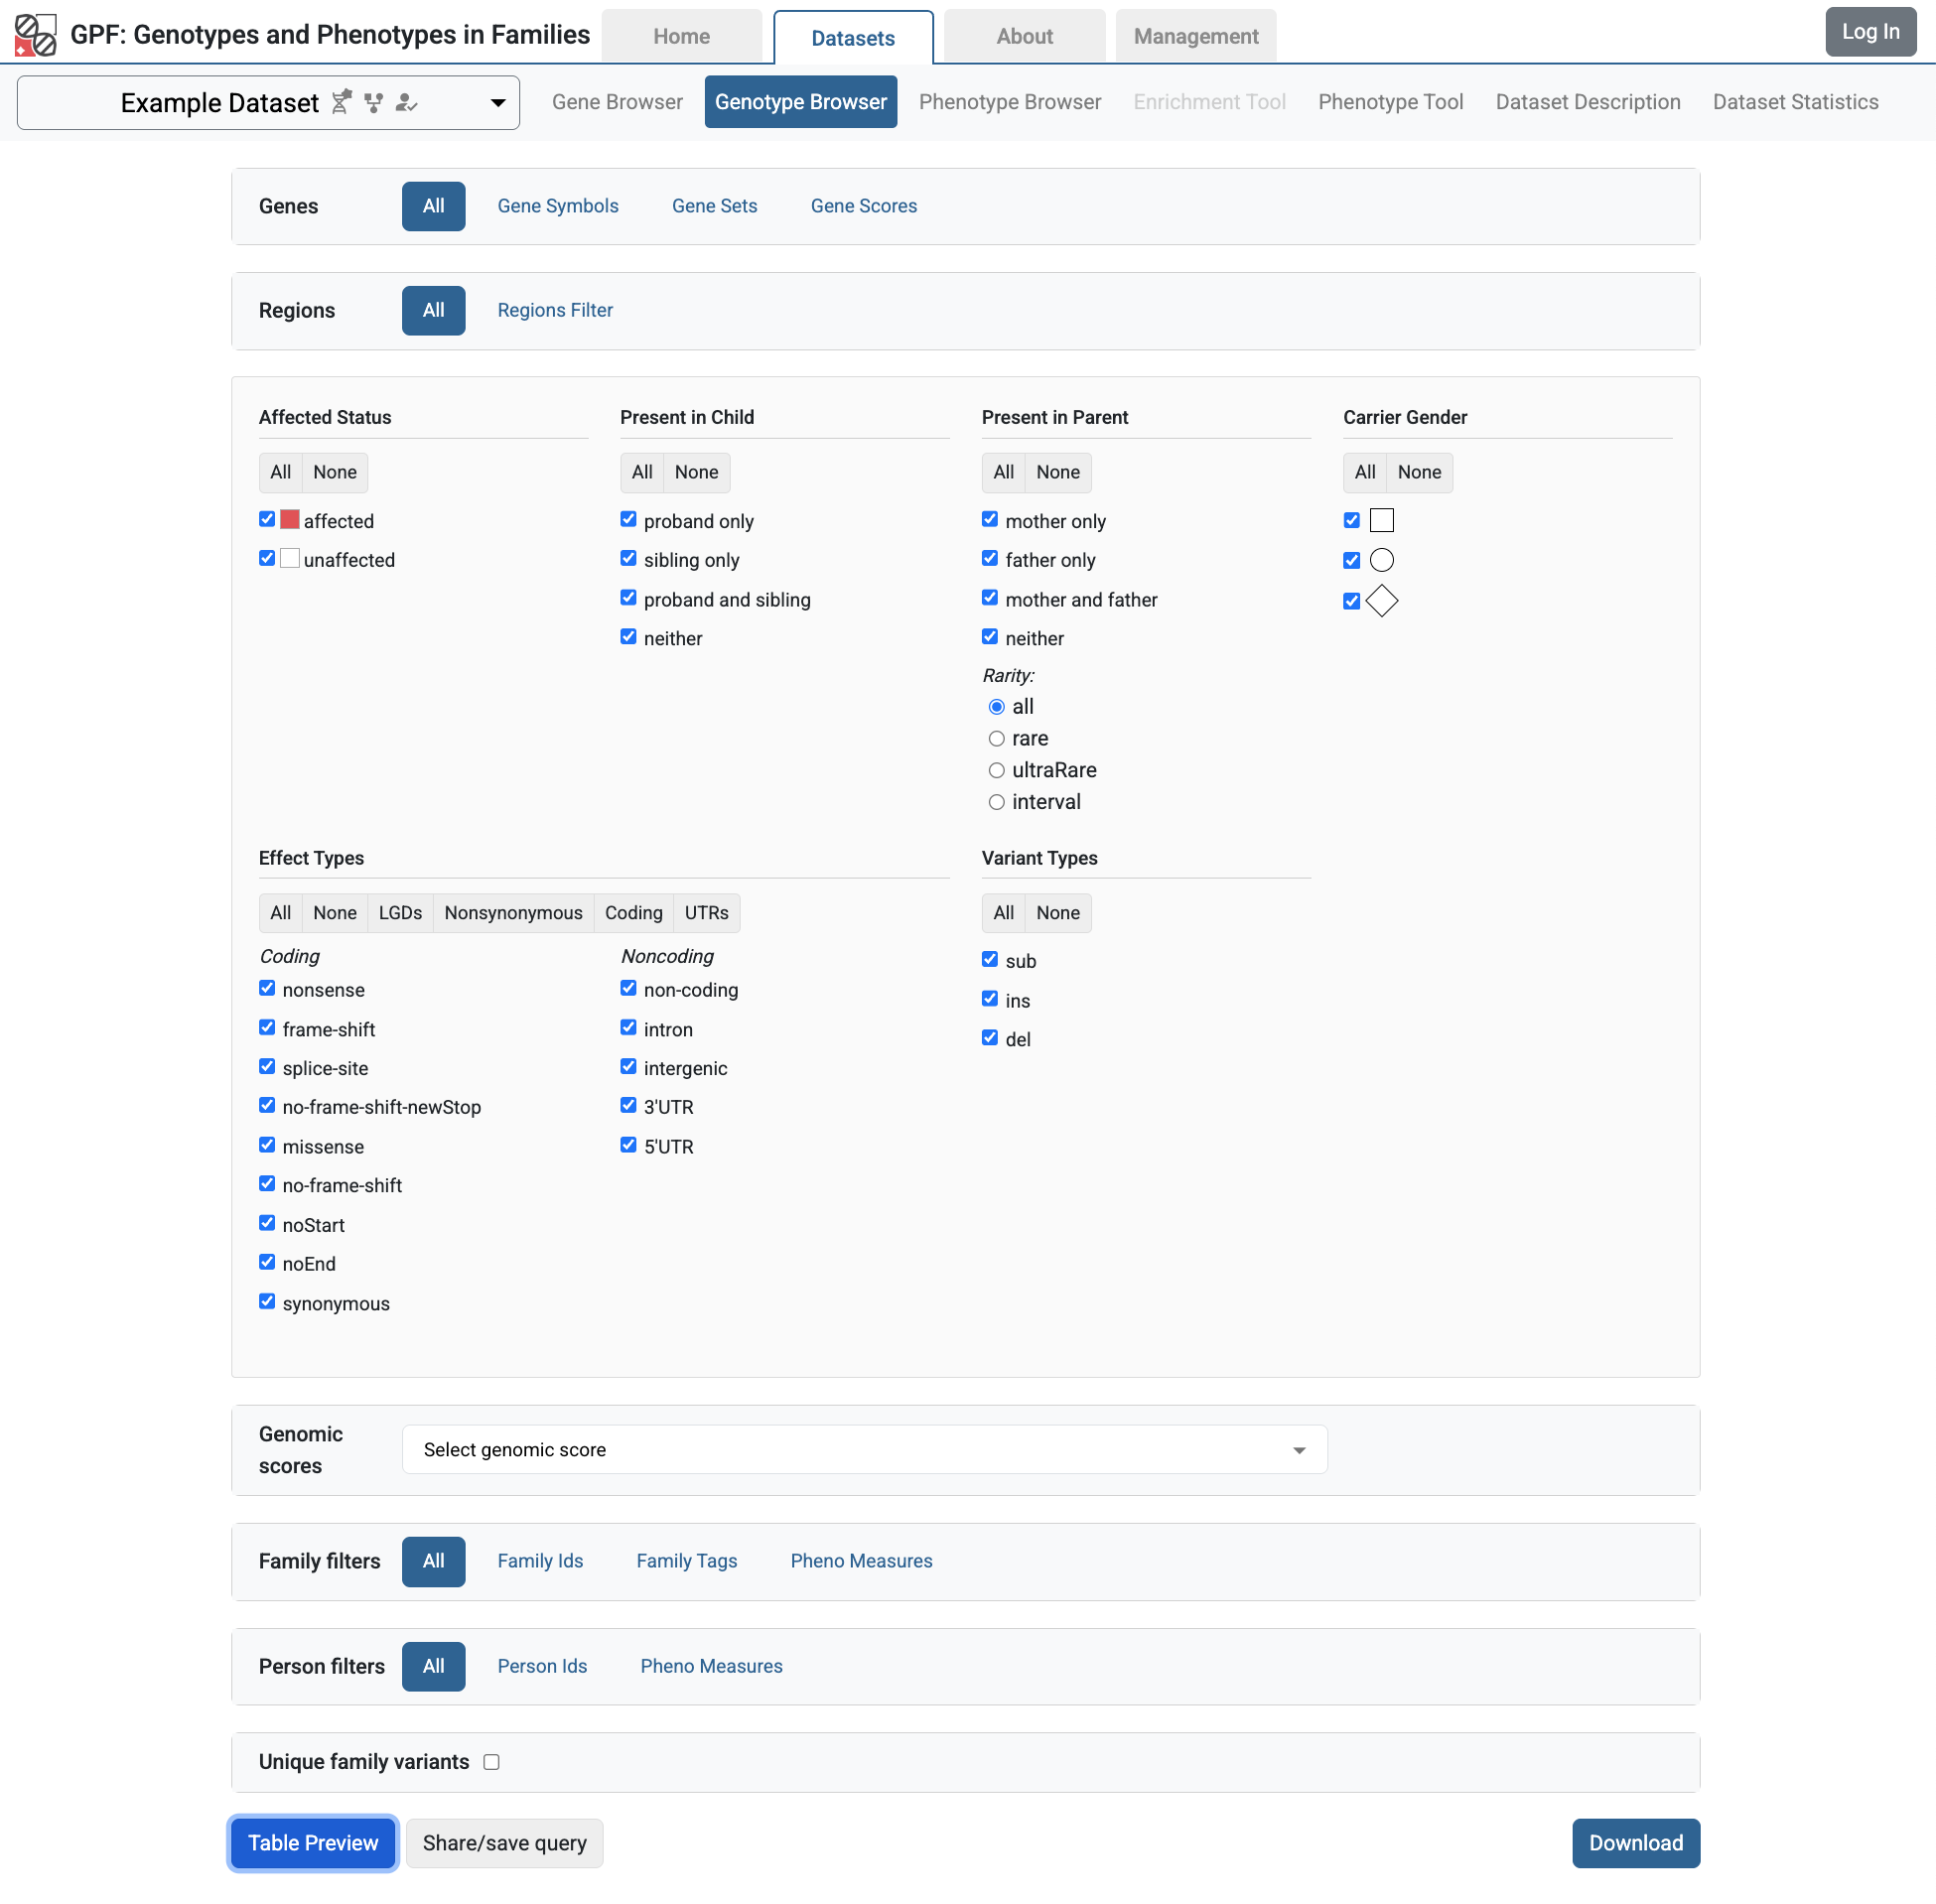 GPF: Genotypes and Phenotypes in Families
Home
Datasets
About
Management
Log In
Example Dataset
Gene Browser
Genotype Browser
Phenotype Browser
Enrichment Tool
Phenotype Tool
Dataset Description
Dataset Statistics
Genes
All
Gene Symbols
Gene Sets
Gene Scores
Regions
All
Regions Filter
Affected Status
All
None
affected
unaffected
Present in Child
All
None
proband only
sibling only
proband and sibling
neither
Present in Parent
All
None
mother only
father only
mother and father
neither
Rarity:
all
rare
ultraRare
interval
Carrier Gender
All
None
Effect Types
All
None
LGDs
Nonsynonymous
Coding
UTRs
Coding
nonsense
frame-shift
splice-site
no-frame-shift-newStop
missense
no-frame-shift
noStart
noEnd
synonymous
Noncoding
non-coding
intron
intergenic
3'UTR
5'UTR
Variant Types
All
None
sub
ins
del
Genomic
scores
Select genomic score
Family filters
All
Family Ids
Family Tags
Pheno Measures
Person filters
All
Person Ids
Pheno Measures
Unique family variants
Table Preview
Share/save query
Download